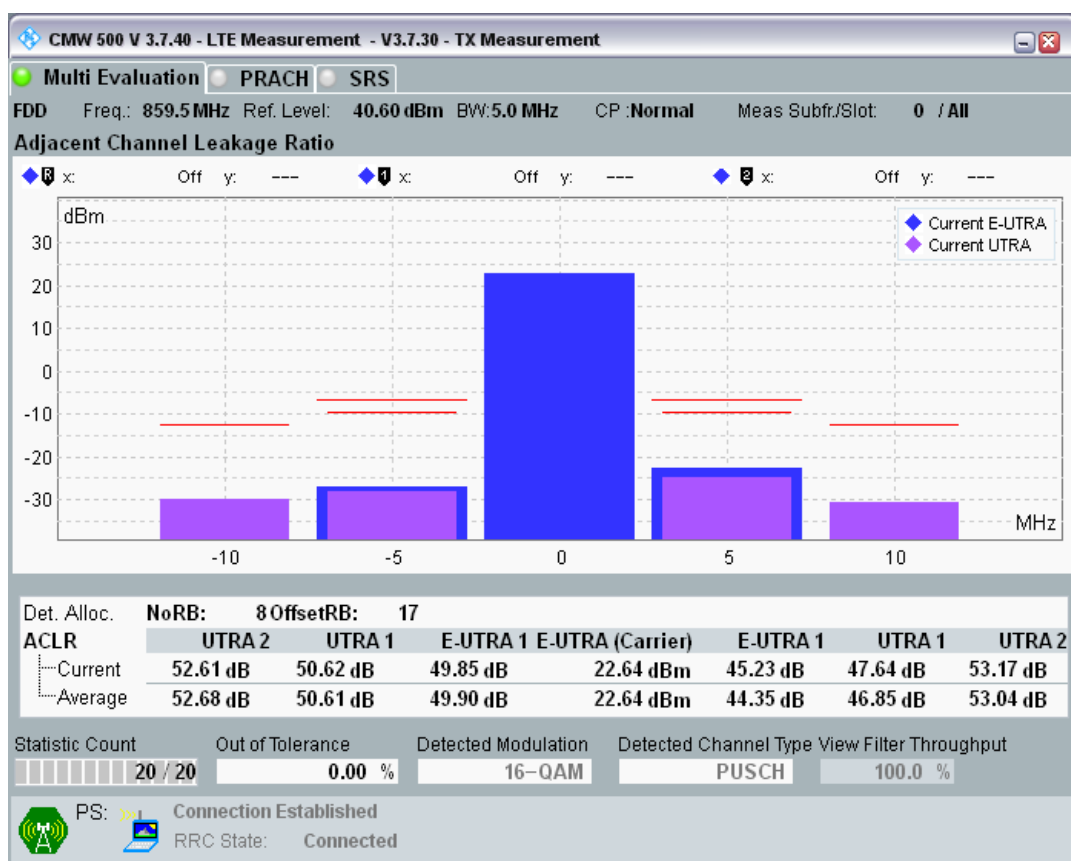 CMW 500 V 3.7.40 - LTE Measurement - V3.7.30 - TX Measurement
Multi Evaluation PRACH SRS
FDD Freq.: 859.5 MHz Ref. Level: 40.60 dBm BW:5.0 MHz CP :Normal Meas Subfr./Slot: 0 / All
Adjacent Channel Leakage Ratio
R x: Off y: --- 1 x: Off y: --- 2 x: Off y: ---
dBm
Current E-UTRA
Current UTRA
30
20
10
0
-10
-20
-30
MHz
-10 -5 0 5 10
Det. Alloc. NoRB: 8 OffsetRB: 17
ACLR UTRA 2 UTRA 1 E-UTRA 1 E-UTRA (Carrier) E-UTRA 1 UTRA 1 UTRA 2
Current 52.61 dB 50.62 dB 49.85 dB 22.64 dBm 45.23 dB 47.64 dB 53.17 dB
Average 52.68 dB 50.61 dB 49.90 dB 22.64 dBm 44.35 dB 46.85 dB 53.04 dB
Statistic Count Out of Tolerance Detected Modulation Detected Channel Type View Filter Throughput
20 / 20 0.00 % 16-QAM PUSCH 100.0 %
PS: Connection Established
RRC State: Connected